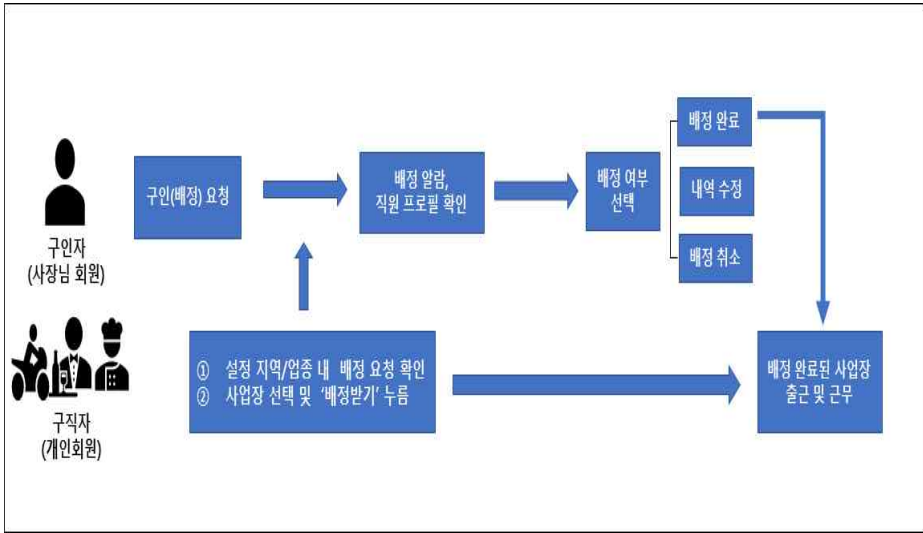 구인자
(사장님 회원)
구인(배정) 요청
배정 알람,
직원 프로필 확인
배정 여부
선택
배정 완료
내역 수정
배정 취소
구직자
(개인회원)
① 설정 지역/업종 내 배정 요청 확인
② 사업장 선택 및 '배정받기' 누름
배정 완료된 사업장
출근 및 근무